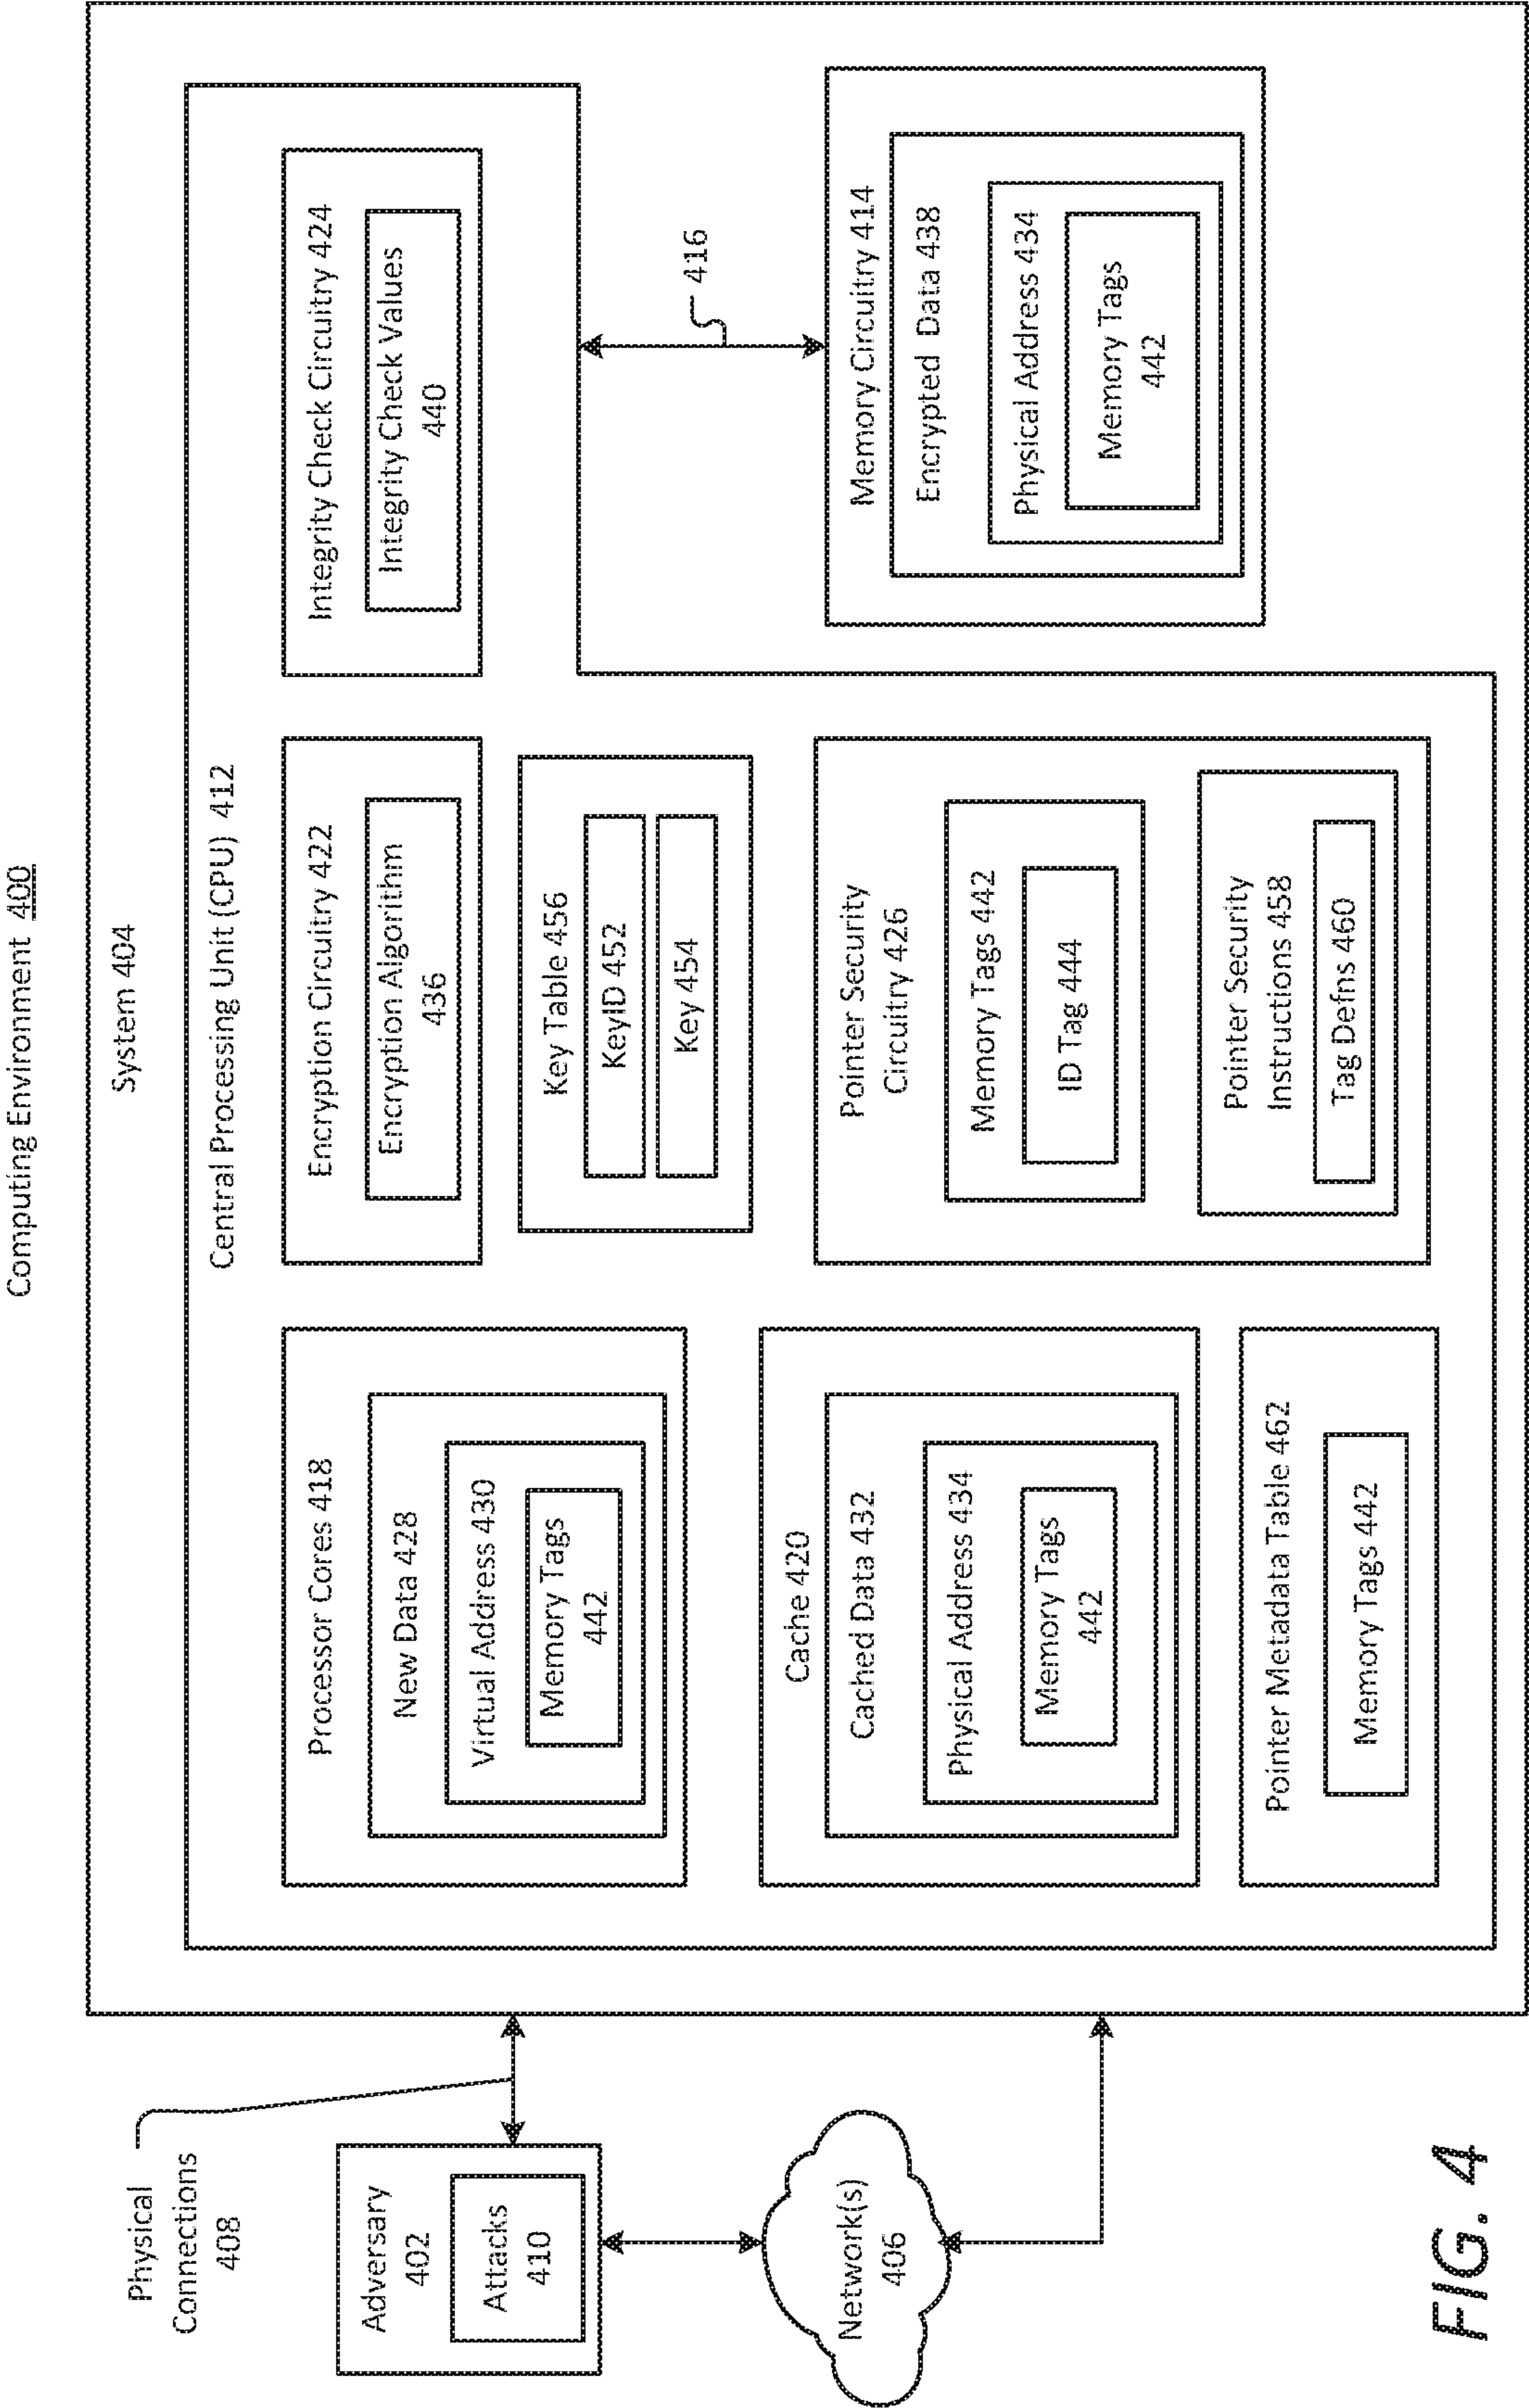 Computing Environment 400
System 404
Central Processing Unit (CPU) 412
Physical
Connections
408
Adversary
402
Attacks
410
Network(s)
406
Processor Cores 418
New Data 428
Virtual Address 430
Memory Tags
442
Cache 420
Cached Data 432
Physical Address 434
Memory Tags
442
Pointer Metadata Table 462
Memory Tags 442
Encryption Circuitry 422
Encryption Algorithm
436
Key Table 456
KeyID 452
Key 454
Pointer Security
Circuitry 426
Memory Tags 442
ID Tag 444
Pointer Security
Instructions 458
Tag Defns 460
Integrity Check Circuitry 424
Integrity Check Values
440
416
Memory Circuitry 414
Encrypted Data 438
Physical Address 434
Memory Tags
442
FIG. 4